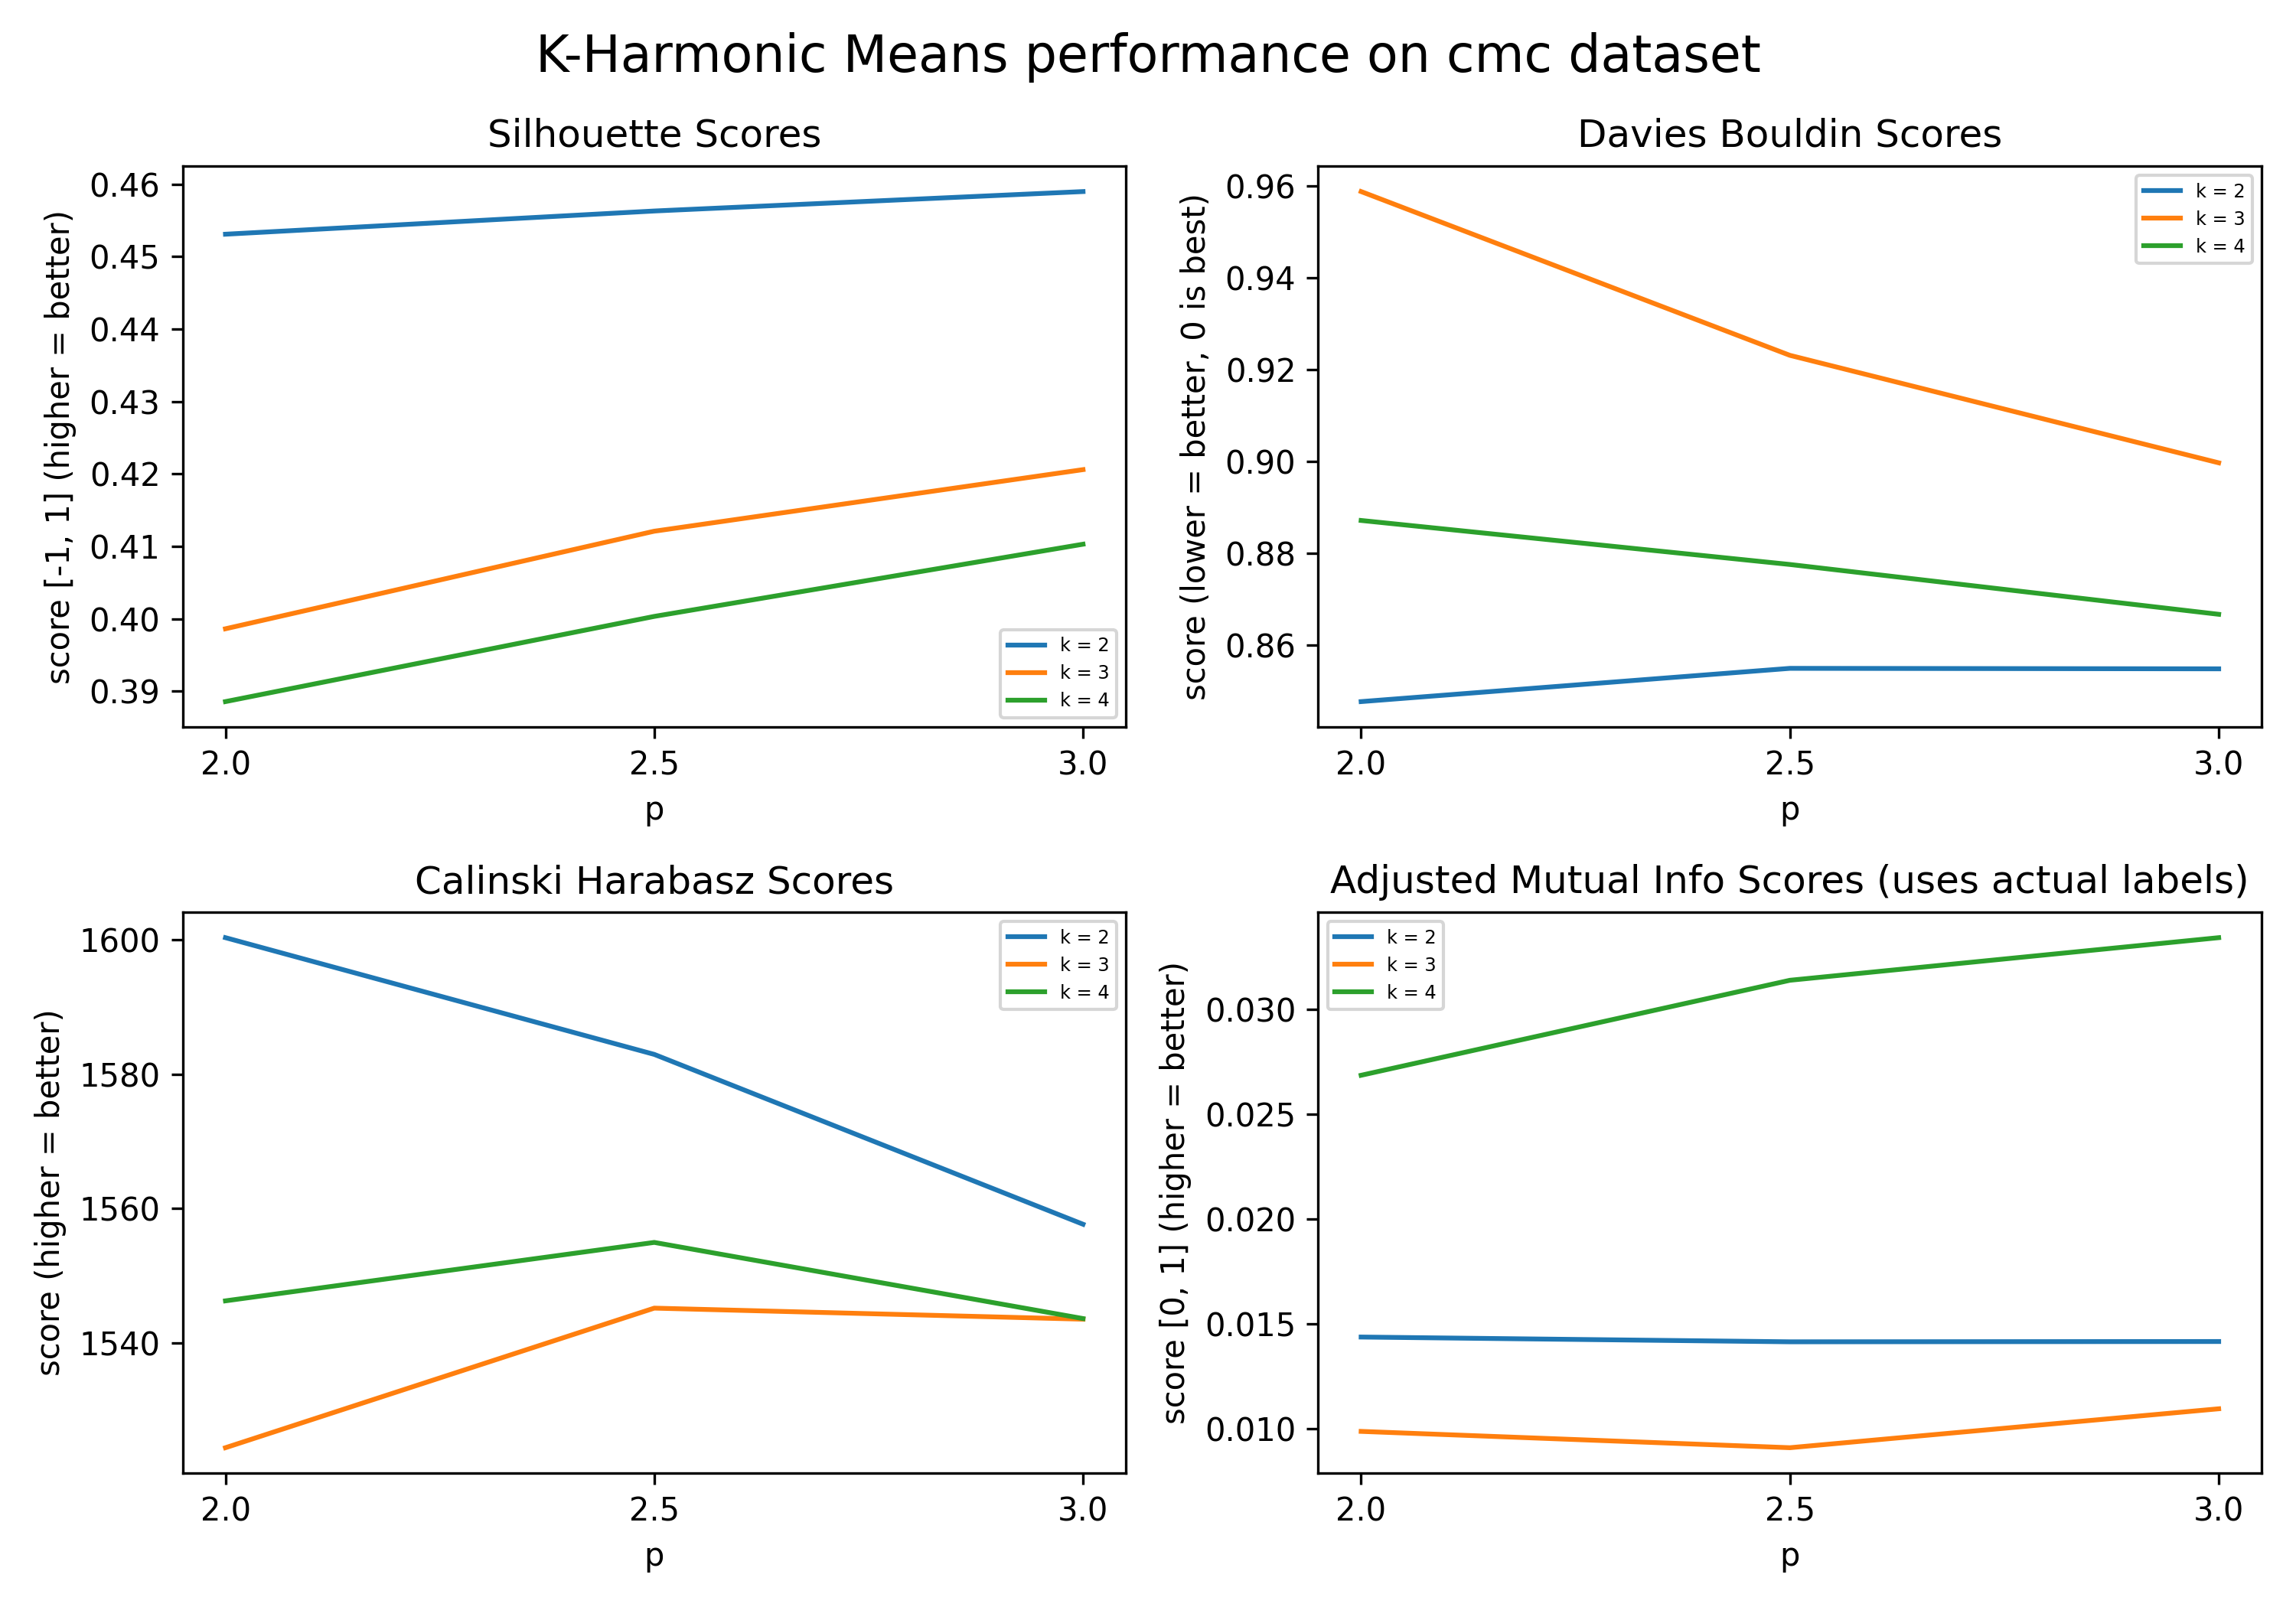 K-Harmonic Means performance on cmc dataset
Silhouette Scores
score [-1, 1] (higher = better)
0.46
0.45
0.44
0.43
0.42
0.41
0.40
0.39
k = 2
k = 3
k = 4
2.0 2.5 3.0
p
Davies Bouldin Scores
score (lower = better, 0 is best)
0.96
0.94
0.92
0.90
0.88
0.86
k = 2
k = 3
k = 4
2.0 2.5 3.0
p
Calinski Harabasz Scores
score (higher = better)
1600
1580
1560
1540
k = 2
k = 3
k = 4
2.0 2.5 3.0
p
Adjusted Mutual Info Scores (uses actual labels)
score [0, 1] (higher = better)
0.030
0.025
0.020
0.015
0.010
k = 2
k = 3
k = 4
2.0 2.5 3.0
p